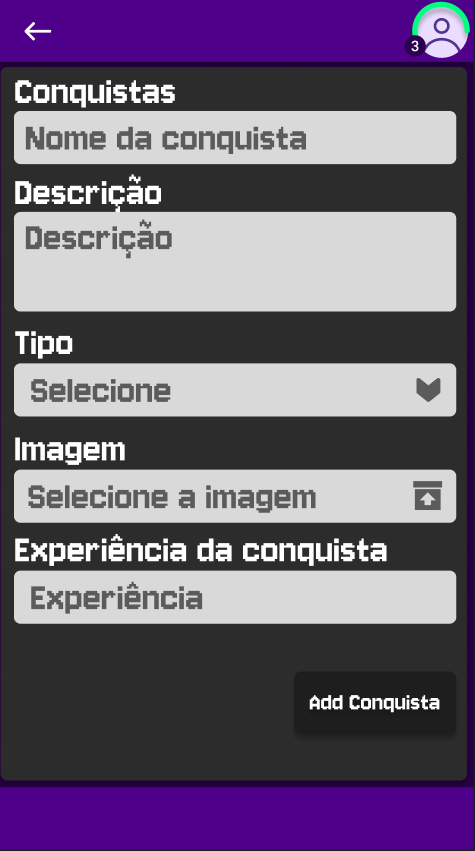 3
Conquistas
Nome da conquista
Descrição
Descrição
Tipo
Selecione
Imagem
Selecione a imagem
Experiência da conquista
Experiência
Add Conquista